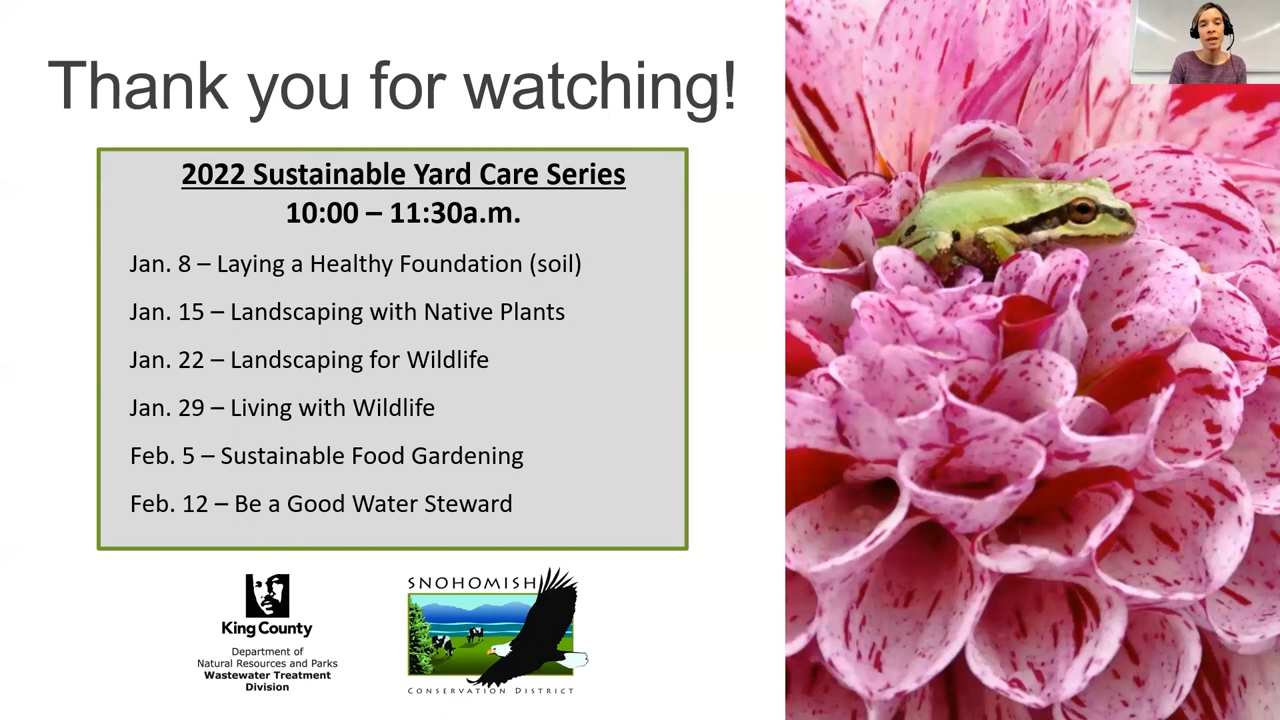 Thank you for watching!
2022 Sustainable Yard Care Series
10:00 – 11:30a.m.
Jan. 8 – Laying a Healthy Foundation (soil)
Jan. 15 – Landscaping with Native Plants
Jan. 22 – Landscaping for Wildlife
Jan. 29 – Living with Wildlife
Feb. 5 – Sustainable Food Gardening
Feb. 12 – Be a Good Water Steward
King County
Department of
Natural Resources and Parks
Wastewater Treatment
Division
SNOHOMISH
CONSERVATION DISTRICT